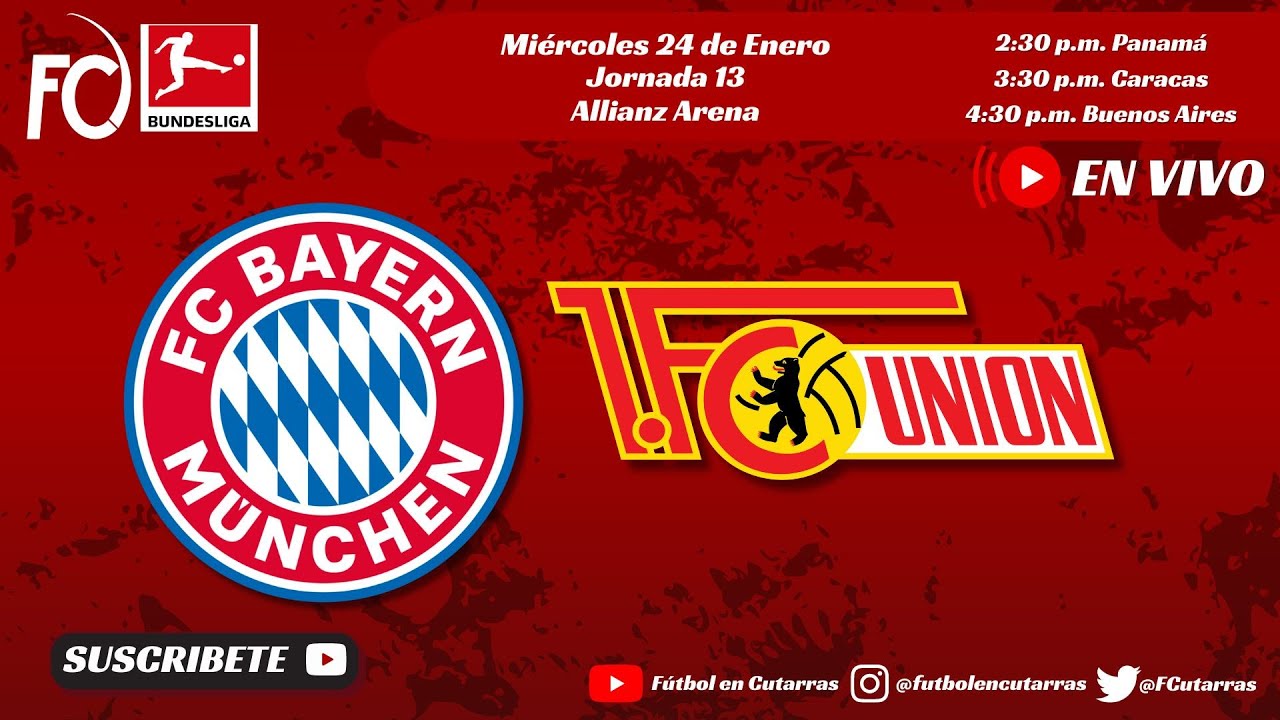 FC
BUNDESLIGA
Miércoles 24 de Enero
Jornada 13
Allianz Arena
2:30 p.m. Panamá
3:30 p.m. Caracas
4:30 p.m. Buenos Aires
EN VIVO
FC BAYERN
MÜNCHEN
1.FC UNION
SUSCRIBETE
Fútbol en Cutarras
@futbolencutarras
@FCutarras